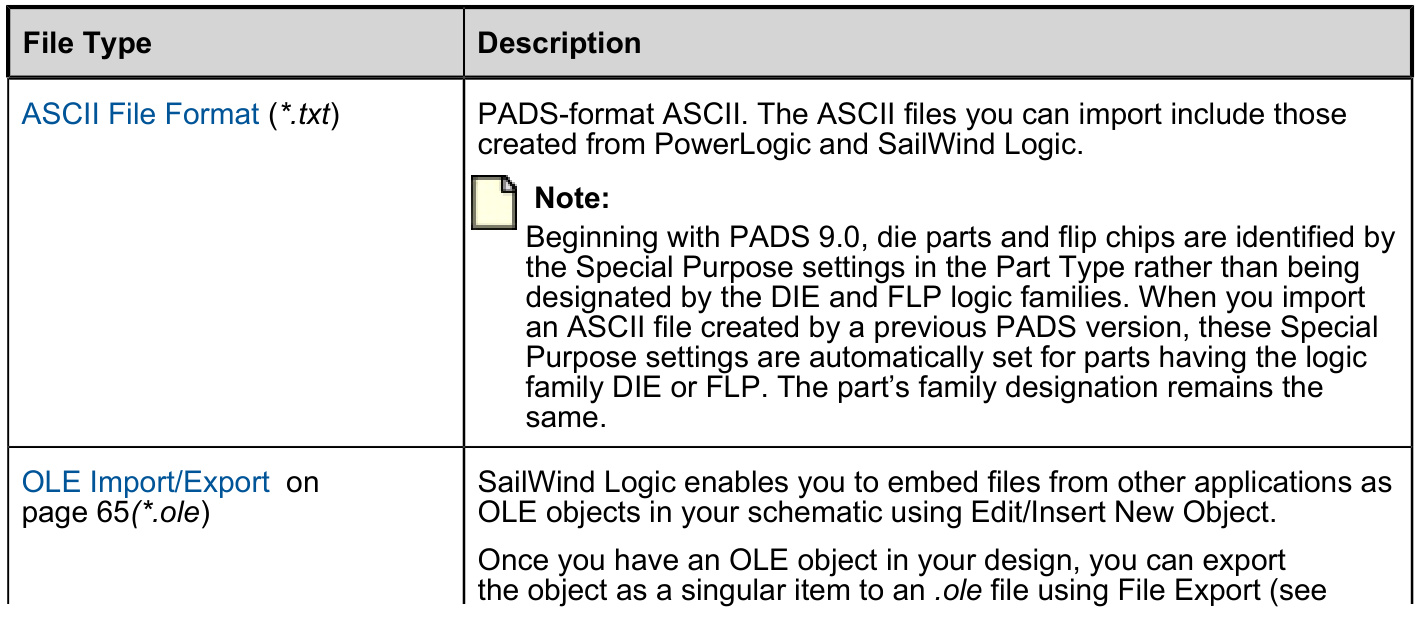 File Type
Description
ASCII File Format (*.txt)
PADS-format ASCII. The ASCII files you can import include those
created from PowerLogic and SailWind Logic.
Note:
Beginning with PADS 9.0, die parts and flip chips are identified by
the Special Purpose settings in the Part Type rather than being
designated by the DIE and FLP logic families. When you import
an ASCII file created by a previous PADS version, these Special
Purpose settings are automatically set for parts having the logic
family DIE or FLP. The part’s family designation remains the
same.
OLE Import/Export on
page 65(*.ole)
SailWind Logic enables you to embed files from other applications as
OLE objects in your schematic using Edit/Insert New Object.
Once you have an OLE object in your design, you can export
the object as a singular item to an .ole file using File Export (see